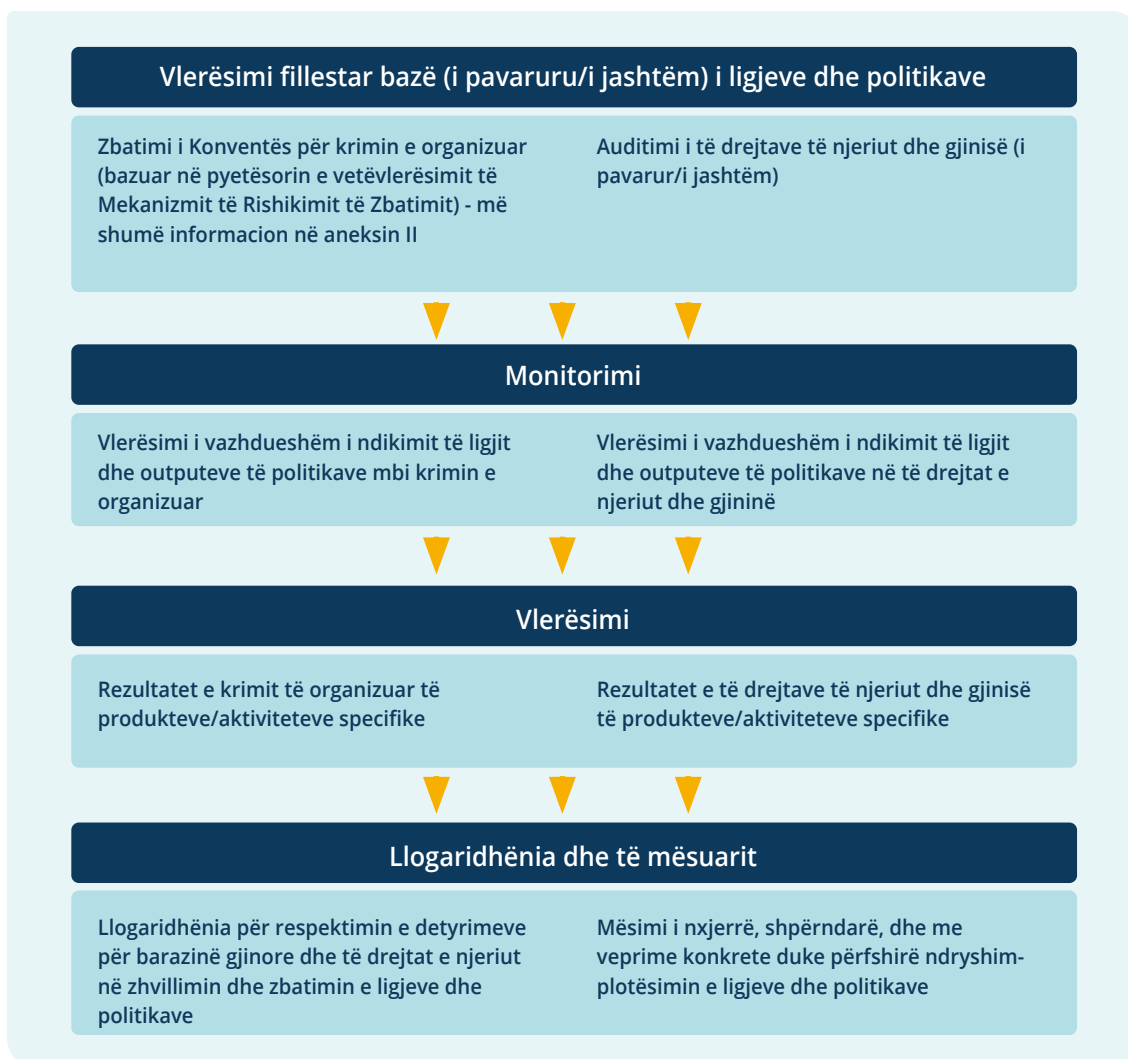 Vlerësimi fillestar bazë (i pavaruru/i jashtëm) i ligjeve dhe politikave
Zbatimi i Konventës për krimin e organizuar
(bazuar në pyetësorin e vetëvlerësimit të
Mekanizmit të Rishikimit të Zbatimit) - më
shumë informacion në aneksin II
Auditimi i të drejtave të njeriut dhe gjinisë (i
pavarur/i jashtëm)
Monitorimi
Vlerësimi i vazhdueshëm i ndikimit të ligjit
dhe outputeve të politikave mbi krimin e
organizuar
Vlerësimi i vazhdueshëm i ndikimit të ligjit
dhe outputeve të politikave në të drejtat e
njeriut dhe gjininë
Vlerësimi
Rezultatet e krimit të organizuar të
produkteve/aktiviteteve specifike
Rezultatet e të drejtave të njeriut dhe gjinisë
të produkteve/aktiviteteve specifike
Llogaridhënia dhe të mësuarit
Llogaridhënia për respektimin e detyrimeve
për barazinë gjinore dhe të drejtat e njeriut
në zhvillimin dhe zbatimin e ligjeve dhe
politikave
Mësimi i nxjerrë, shpërndarë, dhe me
veprime konkrete duke përfshirë ndryshim-
plotësimin e ligjeve dhe politikave